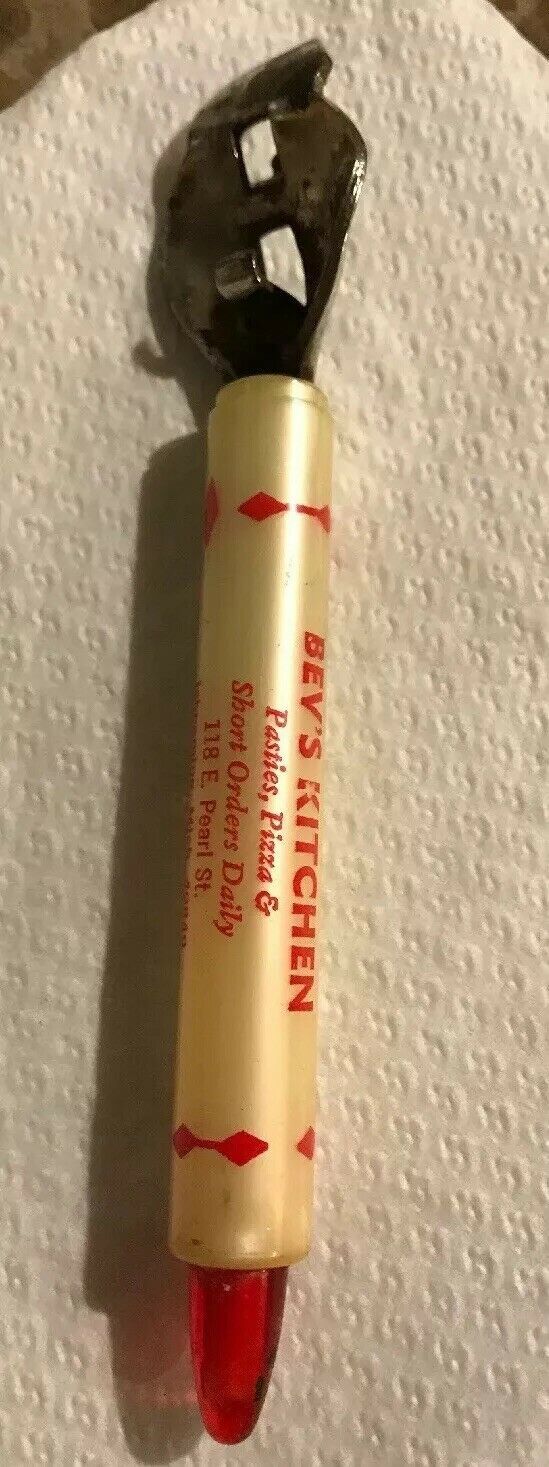 BEV'S KITCHEN
Pasties, Pizza &
Short Orders Daily
118 E. Pearl St.